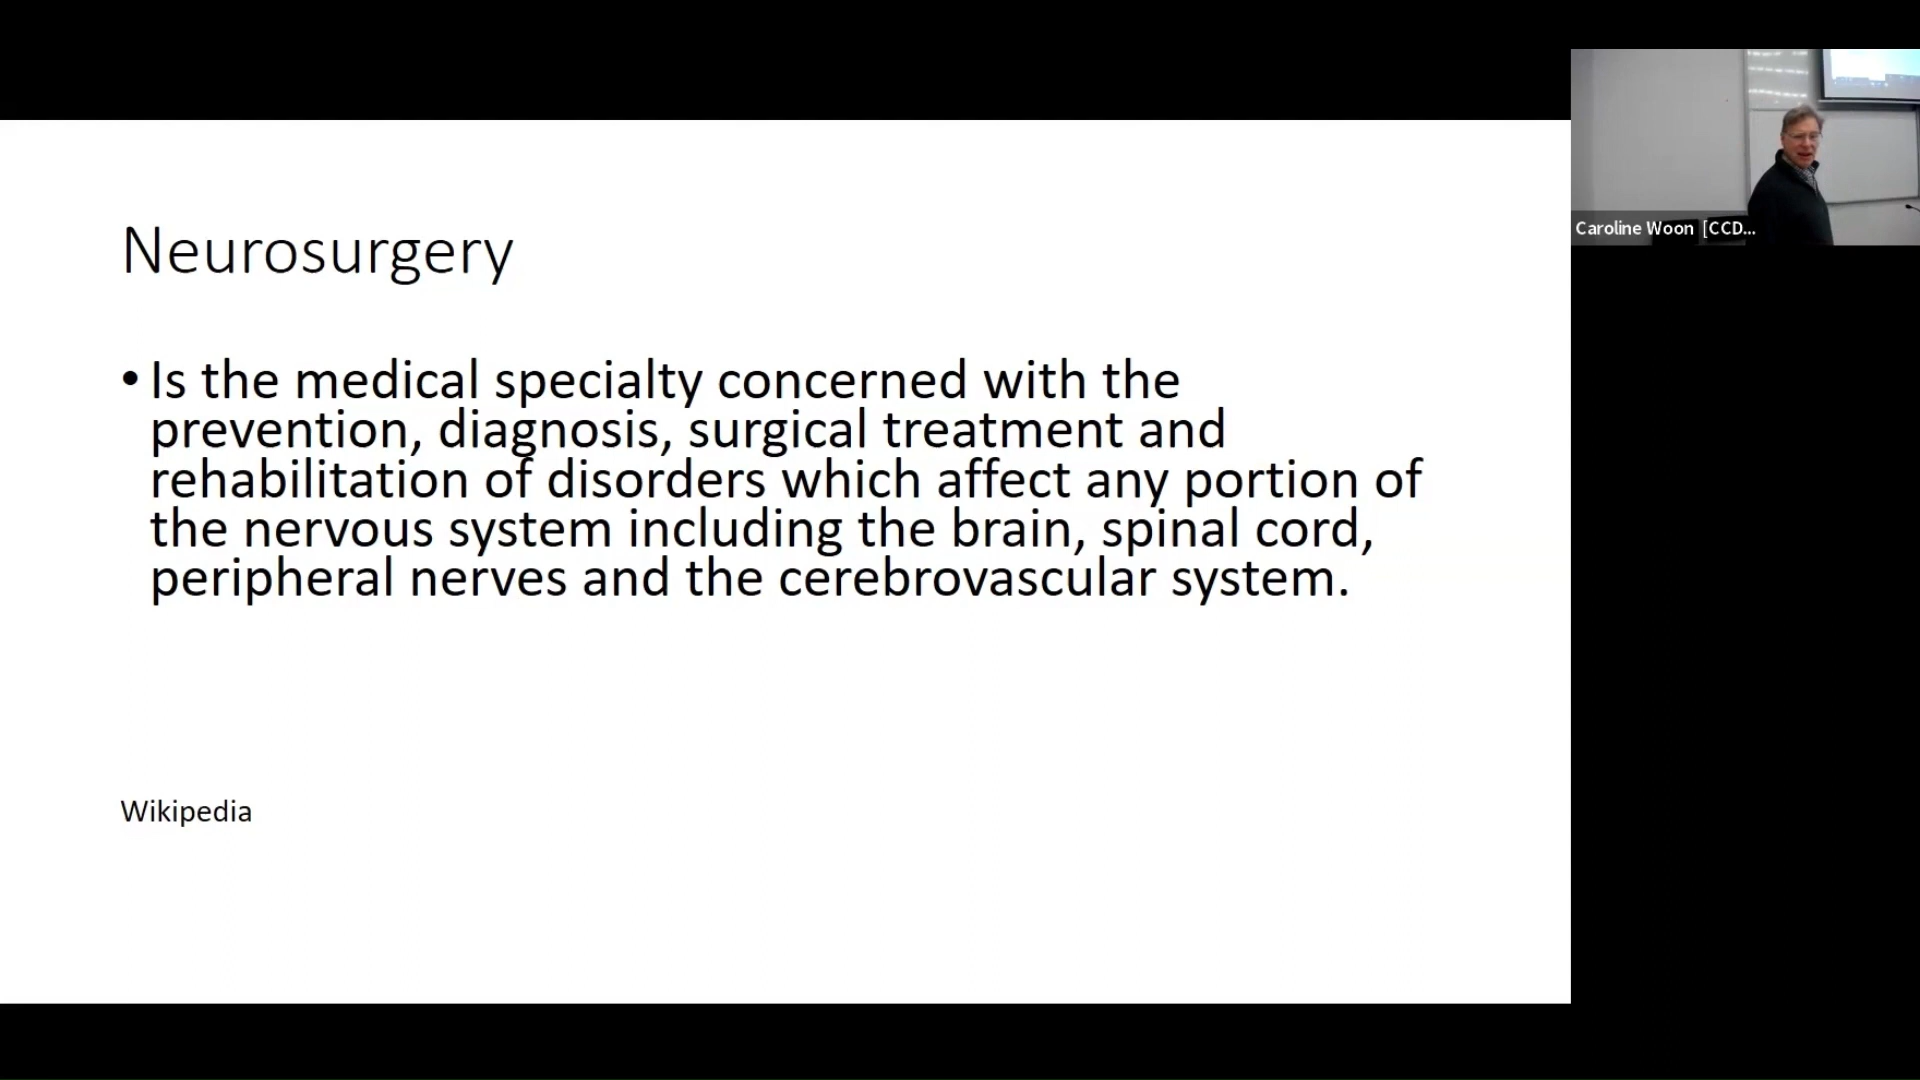 Neurosurgery
• Is the medical specialty concerned with the
prevention, diagnosis, surgical treatment and
rehabilitation of disorders which affect any portion of
the nervous system including the brain, spinal cord,
peripheral nerves and the cerebrovascular system.
Wikipedia
Caroline Woon [CCD...